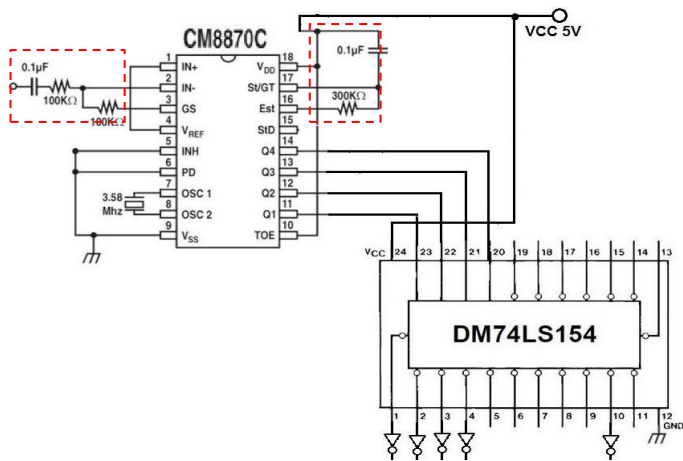 VCC 5V
CM8870C
0.1µF
100KΩ
100KΩ
0.1µF
300KΩ
1 IN+
2 IN-
3 GS
4 VREF
5 INH
6 PD
7 OSC 1
8 OSC 2
9 VSS
18 VDD
17 St/GT
16 Est
15 StD
14 Q4
13 Q3
12 Q2
11 Q1
10 TOE
3.58
Mhz
VCC 24 23 22 21 20 19 18 17 16 15 14 13
DM74LS154
1 2 3 4 5 6 7 8 9 10 11 12
GND